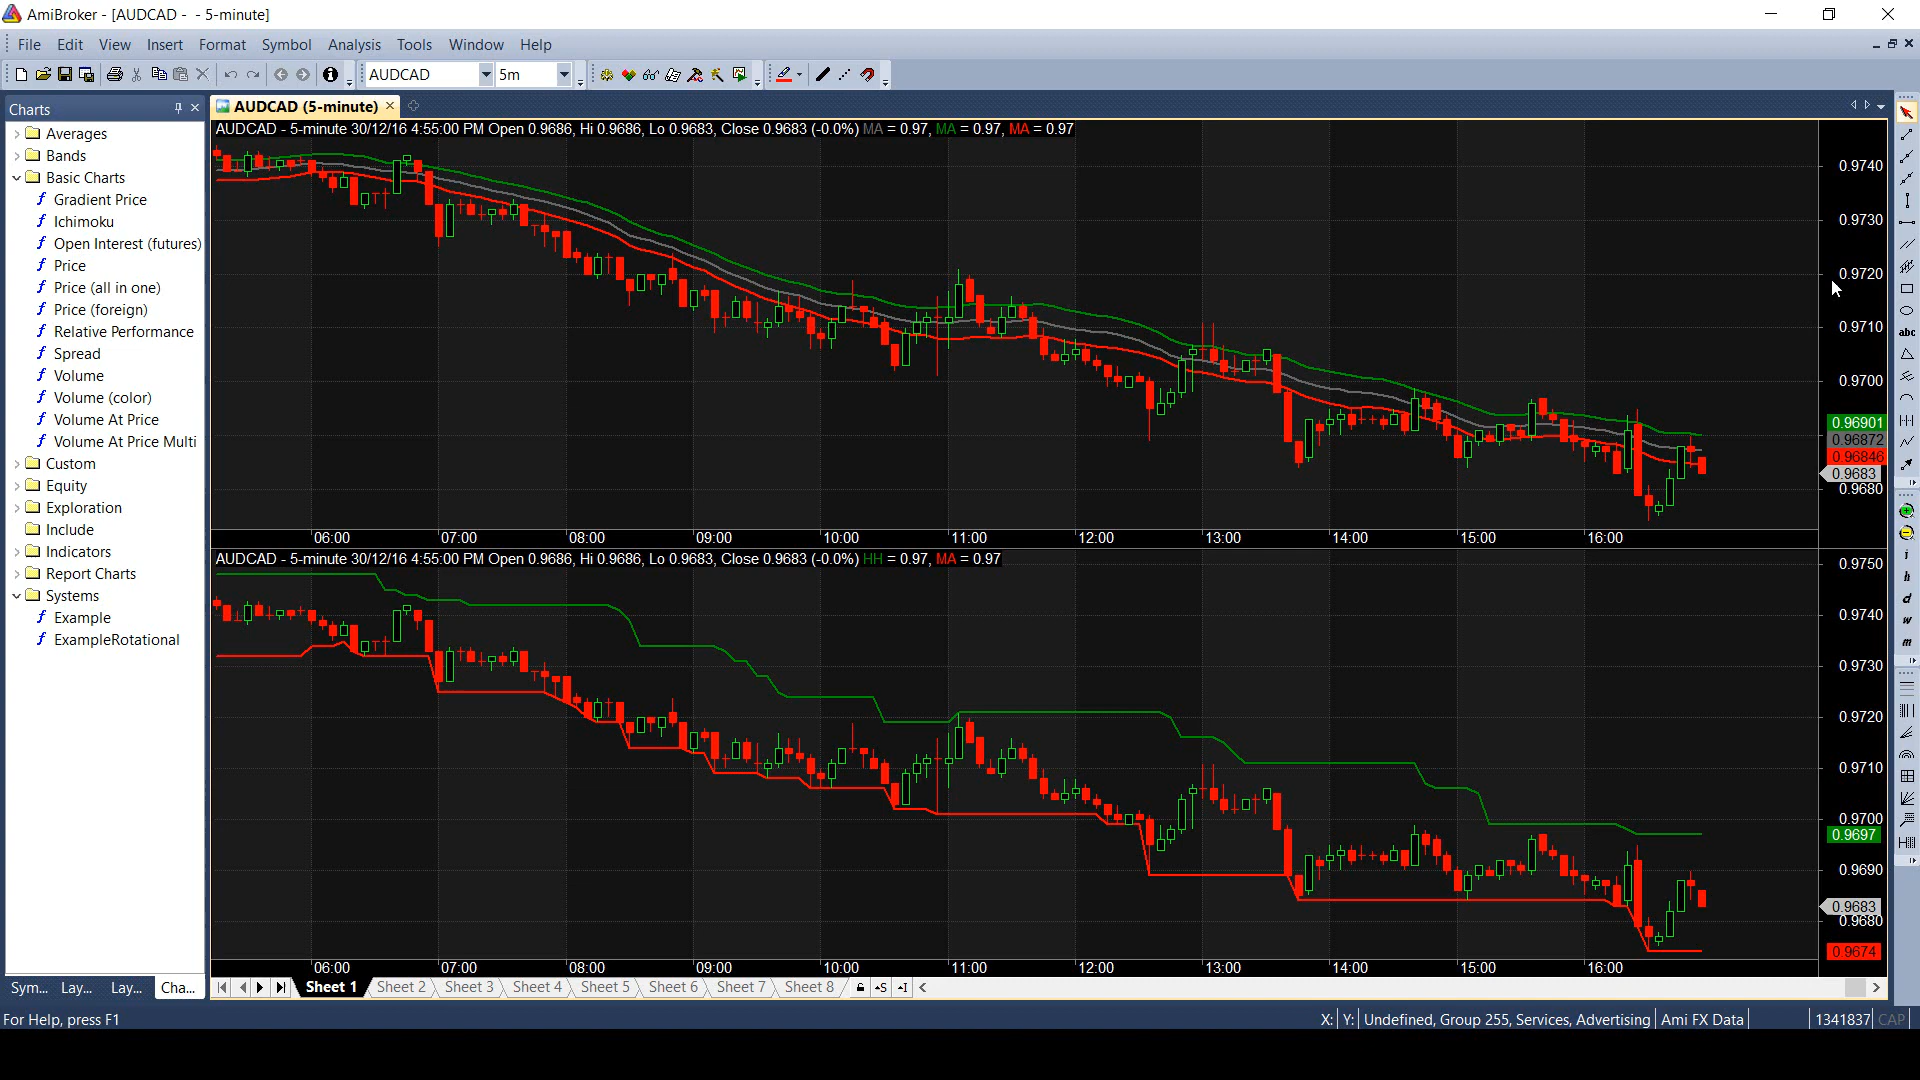 AmiBroker - [AUDCAD - - 5-minute]
File Edit View Insert Format Symbol Analysis Tools Window Help
AUDCAD 5m
Charts
AUDCAD (5-minute)
Averages
Bands
Basic Charts
Gradient Price
Ichimoku
Open Interest (futures)
Price
Price (all in one)
Price (foreign)
Relative Performance
Spread
Volume
Volume (color)
Volume At Price
Volume At Price Multi
Custom
Equity
Exploration
Include
Indicators
Report Charts
Systems
Example
ExampleRotational
Sym... Lay... Lay... Cha...
AUDCAD - 5-minute 30/12/16 4:55:00 PM Open 0.9686, Hi 0.9686, Lo 0.9683, Close 0.9683 (-0.0%) MA = 0.97, MA = 0.97, MA = 0.97
0.9740
0.9730
0.9720
0.9710
0.9700
0.96901
0.96872
0.96846
0.9683
0.9680
06:00 07:00 08:00 09:00 10:00 11:00 12:00 13:00 14:00 15:00 16:00
AUDCAD - 5-minute 30/12/16 4:55:00 PM Open 0.9686, Hi 0.9686, Lo 0.9683, Close 0.9683 (-0.0%) HH = 0.97, MA = 0.97
0.9750
0.9740
0.9730
0.9720
0.9710
0.9700
0.9697
0.9690
0.9683
0.9680
0.9674
06:00 07:00 08:00 09:00 10:00 11:00 12:00 13:00 14:00 15:00 16:00
Sheet 1 Sheet 2 Sheet 3 Sheet 4 Sheet 5 Sheet 6 Sheet 7 Sheet 8
abc
i
h
d
w
m
For Help, press F1
X: Y: Undefined, Group 255, Services, Advertising Ami FX Data 1341837 CAP